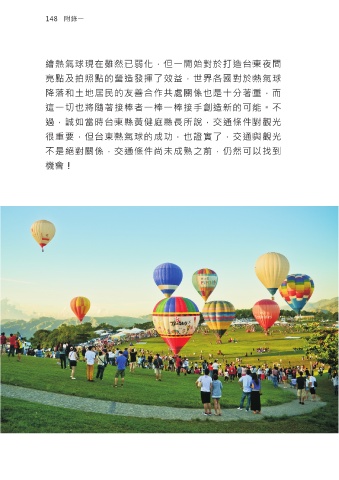 148 附錄一
繪熱氣球現在雖然已弱化，但一開始對於打造台東夜間
亮點及拍照點的營造發揮了效益，世界各國對於熱氣球
降落和土地居民的友善合作共處關係也是十分著重，而
這一切也將隨著接棒者一棒一棒接手創造新的可能。不
過，誠如當時台東縣黃健庭縣長所說，交通條件對觀光
很重要，但台東熱氣球的成功，也證實了，交通與觀光
不是絕對關係，交通條件尚未成熟之前，仍然可以找到
機會！